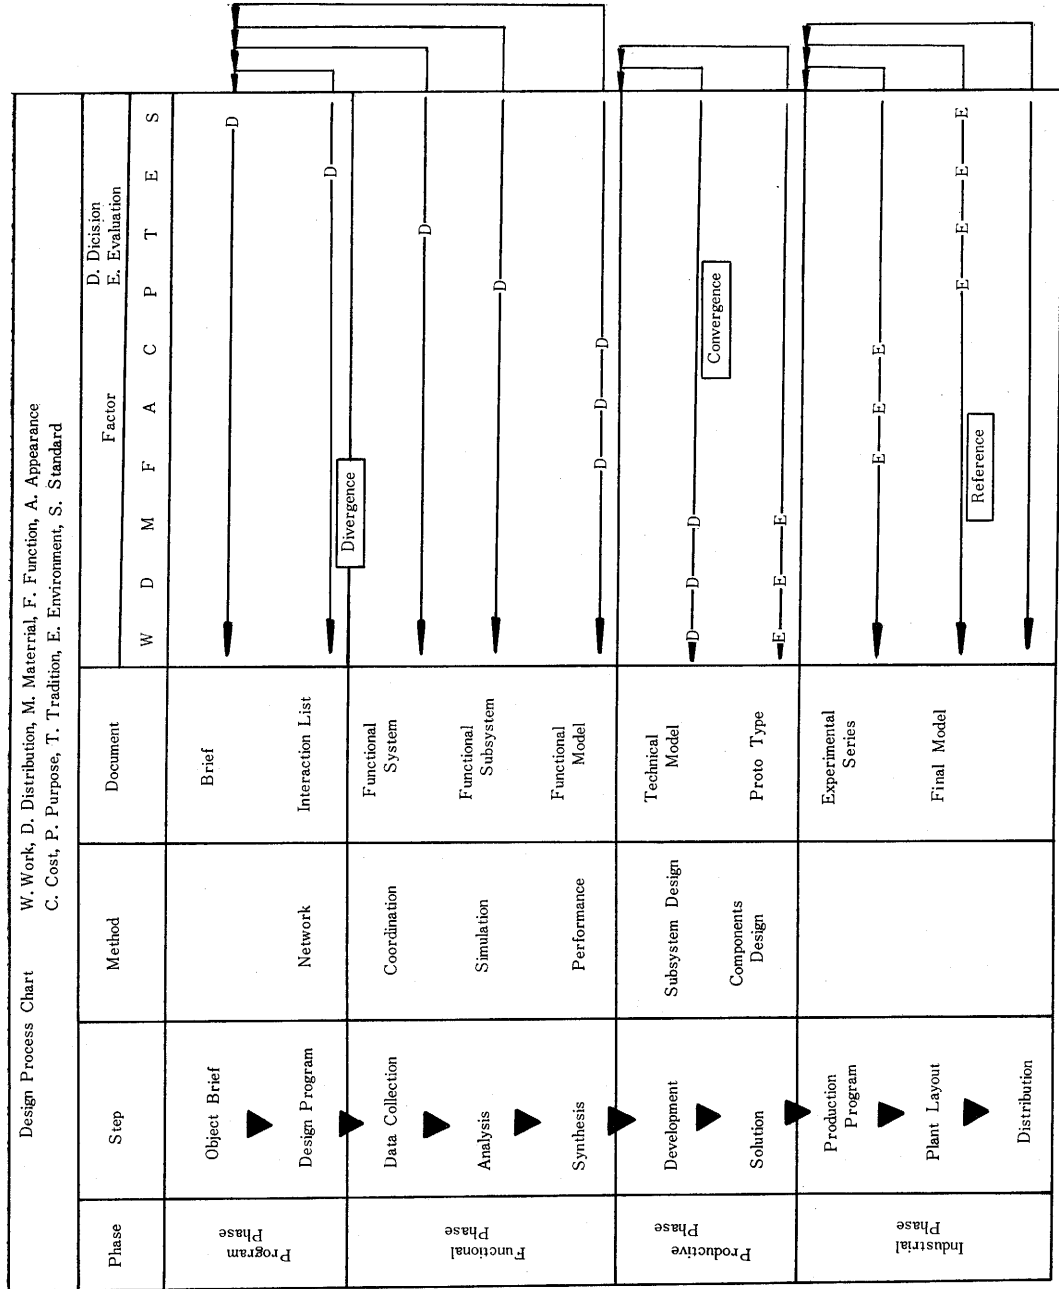 Design Process Chart W. Work, D. Distribution, M. Materrial, F. Function, A. Appearance
C. Cost, P. Purpose, T. Tradition, E. Environment, S. Standard
Phase Step Method Document Factor
D. Dicision
E. Evaluation
W D M F A C P T E S
Program
Phase
Object Brief
Brief
D
Design Program
Network
Interaction List
D
Divergence
Functional
Phase
Data Collection
Coordination
Functional
System
D
Analysis
Simulation
Functional
Subsystem
D
Synthesis
Performance
Functional
Model
D D D
Productive
Phase
Development
Subsystem Design
Technical
Model
D D D
Convergence
Solution
Components
Design
Proto Type
E E E
Industrial
Phase
Production
Program
Experimental
Series
E E E
Plant Layout
Final Model
E E E E
Reference
Distribution